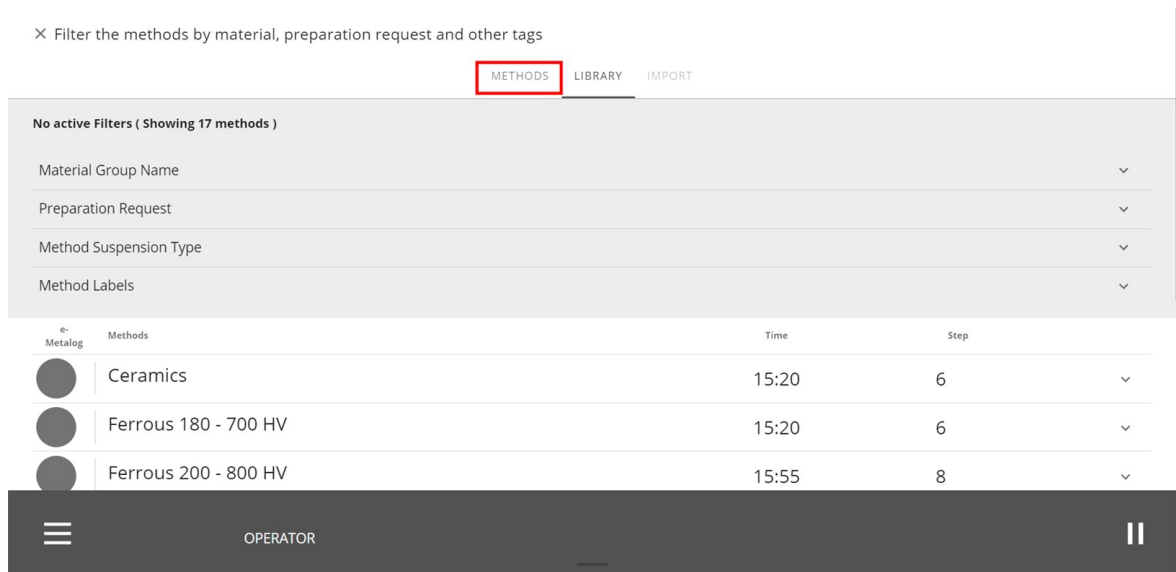 × Filter the methods by material, preparation request and other tags
METHODS LIBRARY IMPORT
No active Filters ( Showing 17 methods )
Material Group Name
Preparation Request
Method Suspension Type
Method Labels
e-
Metalog Methods Time Step
Ceramics 15:20 6
Ferrous 180 - 700 HV 15:20 6
Ferrous 200 - 800 HV 15:55 8
OPERATOR